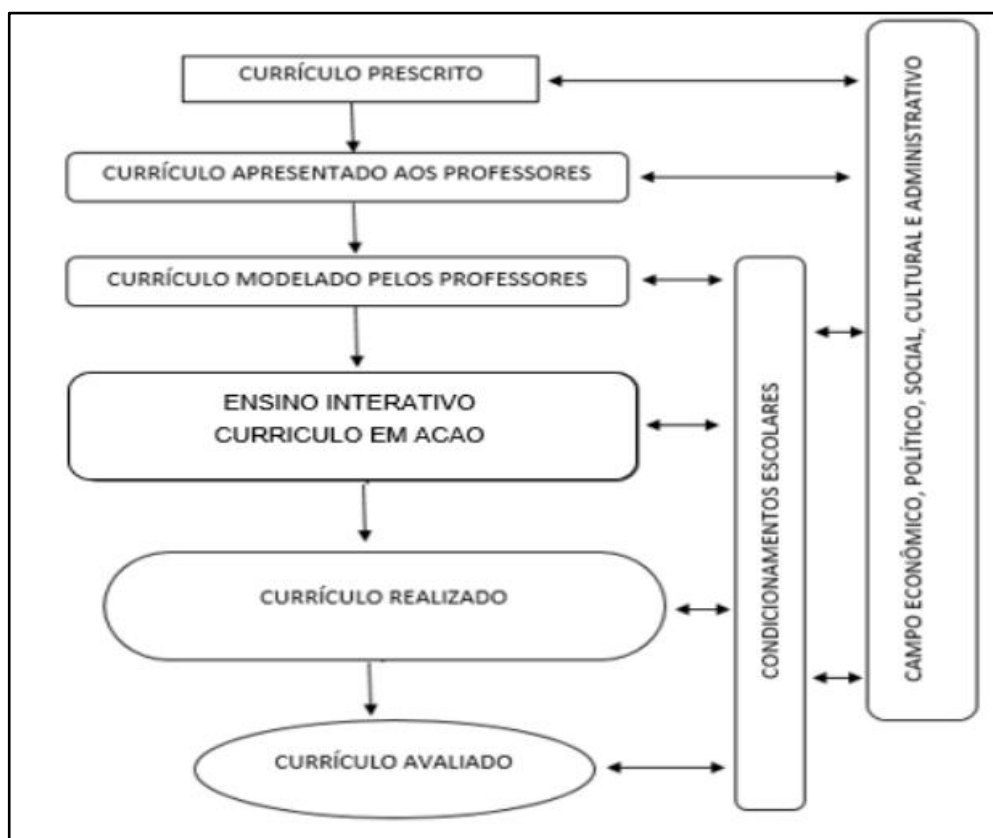 CURRÍCULO PRESCRITO
CURRÍCULO APRESENTADO AOS PROFESSORES
CURRÍCULO MODELADO PELOS PROFESSORES
ENSINO INTERATIVO
CURRICULO EM ACAO
CURRÍCULO REALIZADO
CURRÍCULO AVALIADO
CONDICIONAMENTOS ESCOLARES
CAMPO ECONÔMICO, POLÍTICO, SOCIAL, CULTURAL E ADMINISTRATIVO